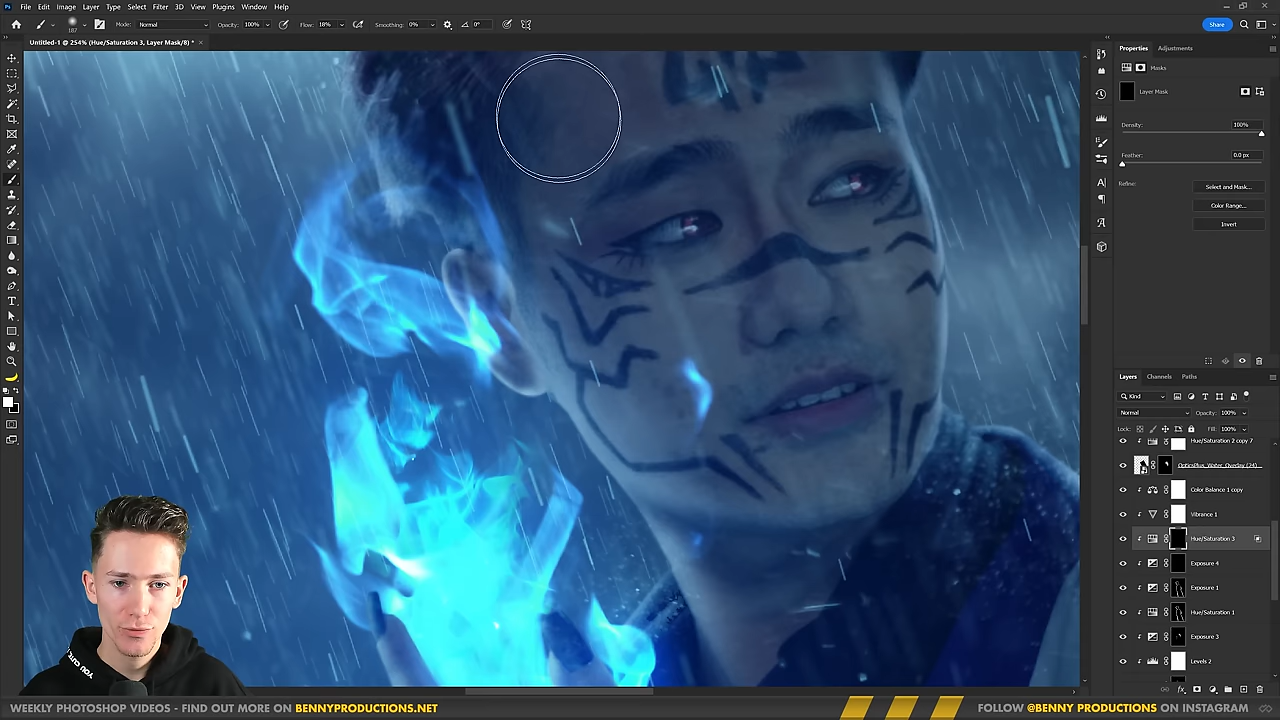 File Edit Image Layer Type Select Filter 3D View Plugins Window Help
187 Mode: Normal Opacity: 100% Flow: 18% Smoothing: 0% 0° Share
Untitled-1 @ 254% (Hue/Saturation 3, Layer Mask/8) * ×
Properties Adjustments
Masks
Layer Mask
Density: 100%
Feather: 0.0 px
Refine: Select and Mask...
Color Range...
Invert
Layers Channels Paths
Kind
Normal Opacity: 100%
Lock: Fill: 100%
Hue/Saturation 2 copy 7
OpticsPlus_Water_Overlay (24)...
Color Balance 1 copy
Vibrance 1
Hue/Saturation 3
Exposure 4
Exposure 1
Hue/Saturation 1
Exposure 3
Levels 2
YOU CAN'T
WEEKLY PHOTOSHOP VIDEOS - FIND OUT MORE ON BENNYPRODUCTIONS.NET
FOLLOW @BENNY PRODUCTIONS ON INSTAGRAM